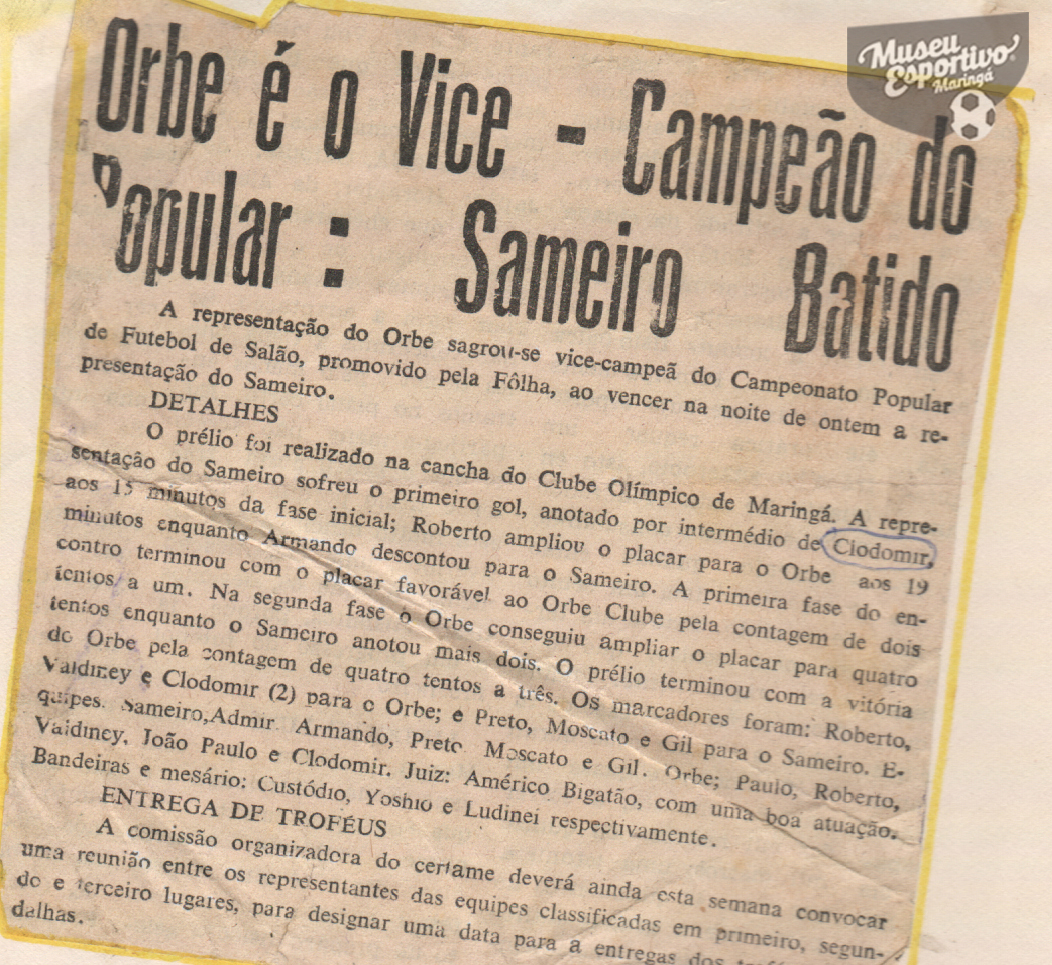 Museu
Esportivo
Maringá
Orbe é o Vice - Campeão do
Popular : Sameiro Batido
A representação do Orbe sagrou-se vice-campeã do Campeonato Popular
de Futebol de Salão, promovido pela Fôlha, ao vencer na noite de ontem a re-
presentação do Sameiro.
DETALHES
O prélio foi realizado na cancha do Clube Olímpico de Maringá. A repre-
sentação do Sameiro sofreu o primeiro gol, anotado por intermédio de Clodomir,
aos 15 minutos da fase inicial; Roberto ampliou o placar para o Orbe aos 19
minutos enquanto Armando descontou para o Sameiro. A primeira fase do en-
contro terminou com o placar favorável ao Orbe Clube pela contagem de dois
tentos a um. Na segunda fase o Orbe conseguiu ampliar o placar para quatro
tentos enquanto o Sameiro anotou mais dois. O prélio terminou com a vitória
do Orbe pela contagem de quatro tentos a três. Os marcadores foram: Roberto,
Valdiney e Clodomir (2) para o Orbe; e Preto, Moscato e Gil para o Sameiro. E-
quipes. Sameiro,Admir Armando, Preto Moscato e Gil. Orbe; Paulo, Roberto,
Valdiney, João Paulo e Clodomir. Juiz: Américo Bigatão, com uma boa atuação.
Bandeiras e mesário: Custódio, Yoshio e Ludinei respectivamente.
ENTREGA DE TROFÉUS
A comissão organizadora do certame deverá ainda esta semana convocar
uma reunião entre os representantes das equipes classificadas em primeiro, segun-
do e terceiro lugares, para designar uma data para a entregas dos
dalhas.